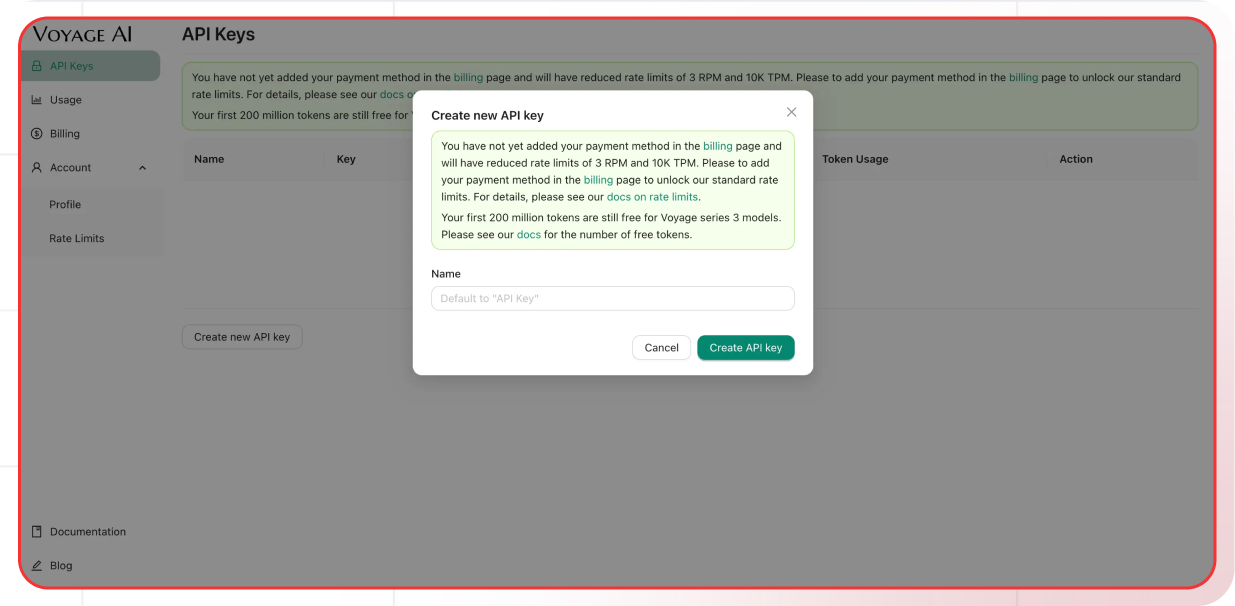 VOYAGE AI
API Keys
API Keys
Usage
Billing
Account
Profile
Rate Limits
Documentation
Blog
You have not yet added your payment method in the billing page and will have reduced rate limits of 3 RPM and 10K TPM. Please to add your payment method in the billing page to unlock our standard
rate limits. For details, please see our docs
Your first 200 million tokens are still free for
Name
Key
Token Usage
Action
Create new API key
Create new API key
You have not yet added your payment method in the billing page and
will have reduced rate limits of 3 RPM and 10K TPM. Please to add
your payment method in the billing page to unlock our standard rate
limits. For details, please see our docs on rate limits.
Your first 200 million tokens are still free for Voyage series 3 models.
Please see our docs for the number of free tokens.
Name
Default to "API Key"
Cancel
Create API key